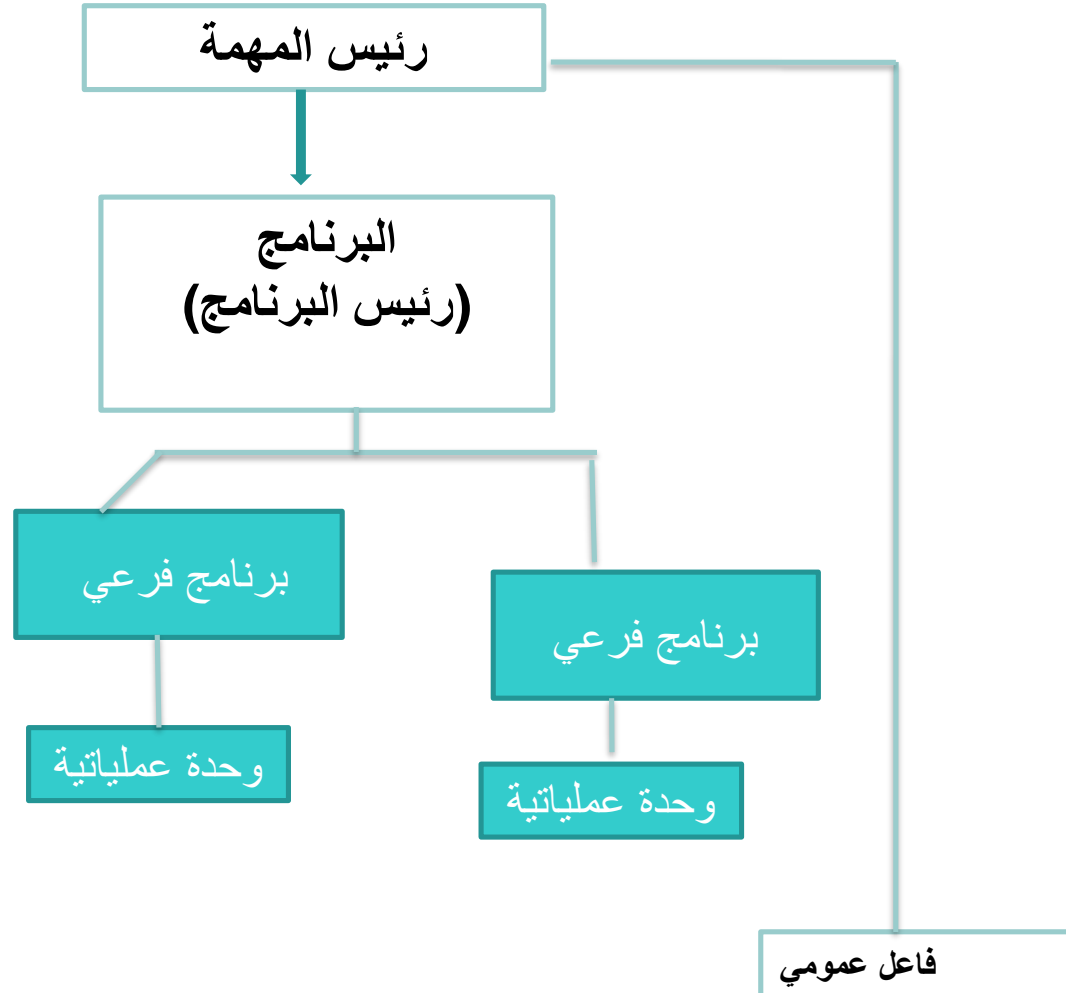 رئيس المهمة
البرنامج
(رئيس البرنامج)
برنامج فرعي
برنامج فرعي
وحدة عملياتية
وحدة عملياتية
فاعل عمومي